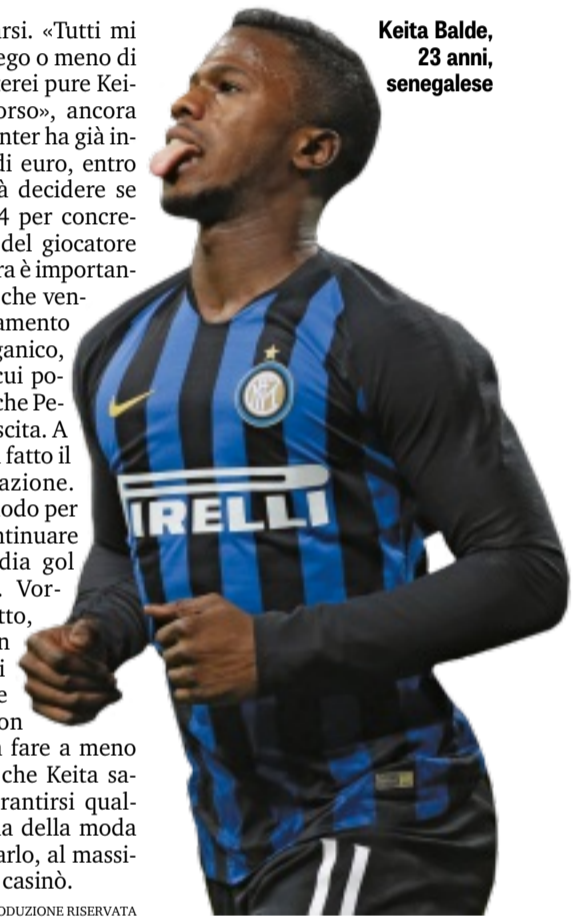 Keita Balde,
23 anni,
senegalese
rsi. «Tutti mi
ego o meno di
erei pure Kei-
orso», ancora
nter ha già in-
di euro, entro
à decidere se
4 per concre-
del giocatore
ra è importan-
che ven-
amento
ganico,
cui po-
che Pe-
scita. A
fatto il
azione.
odo per
ntinuare
dia gol
. Vor-
tto,
n
i
e
on
fare a meno
che Keita sa-
rantirsi qual-
a della moda
arlo, al massi-
casinò.
ODUZIONE RISERVATA
IRELLI